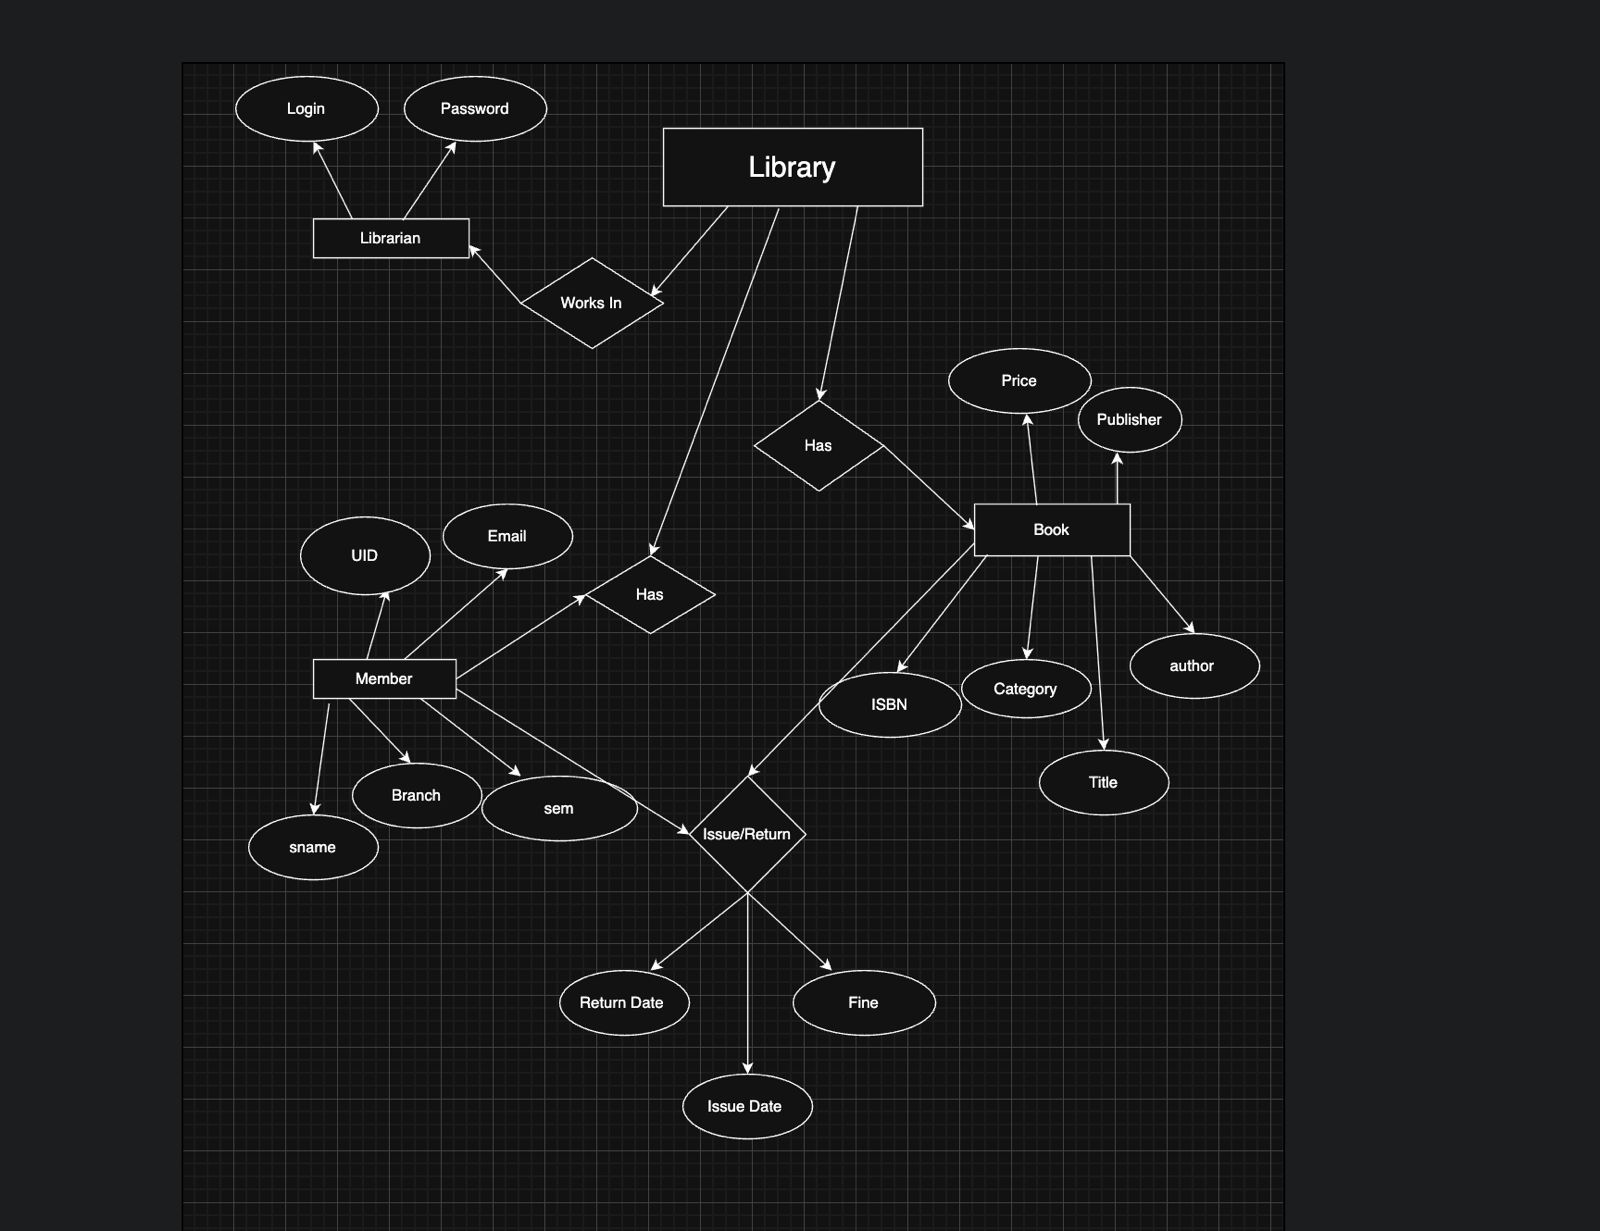 Login
Password
Library
Librarian
Works In
Price
Publisher
Has
Book
Email
UID
Has
author
Member
Category
ISBN
Title
Branch
sem
Issue/Return
sname
Return Date
Fine
Issue Date